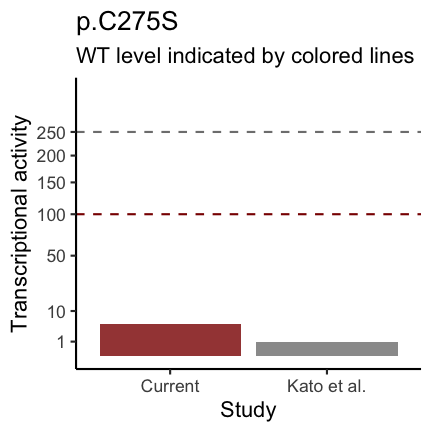 p.C275S
WT level indicated by colored lines
Transcriptional activity
250
200
150
100
50
10
1
Current
Kato et al.
Study